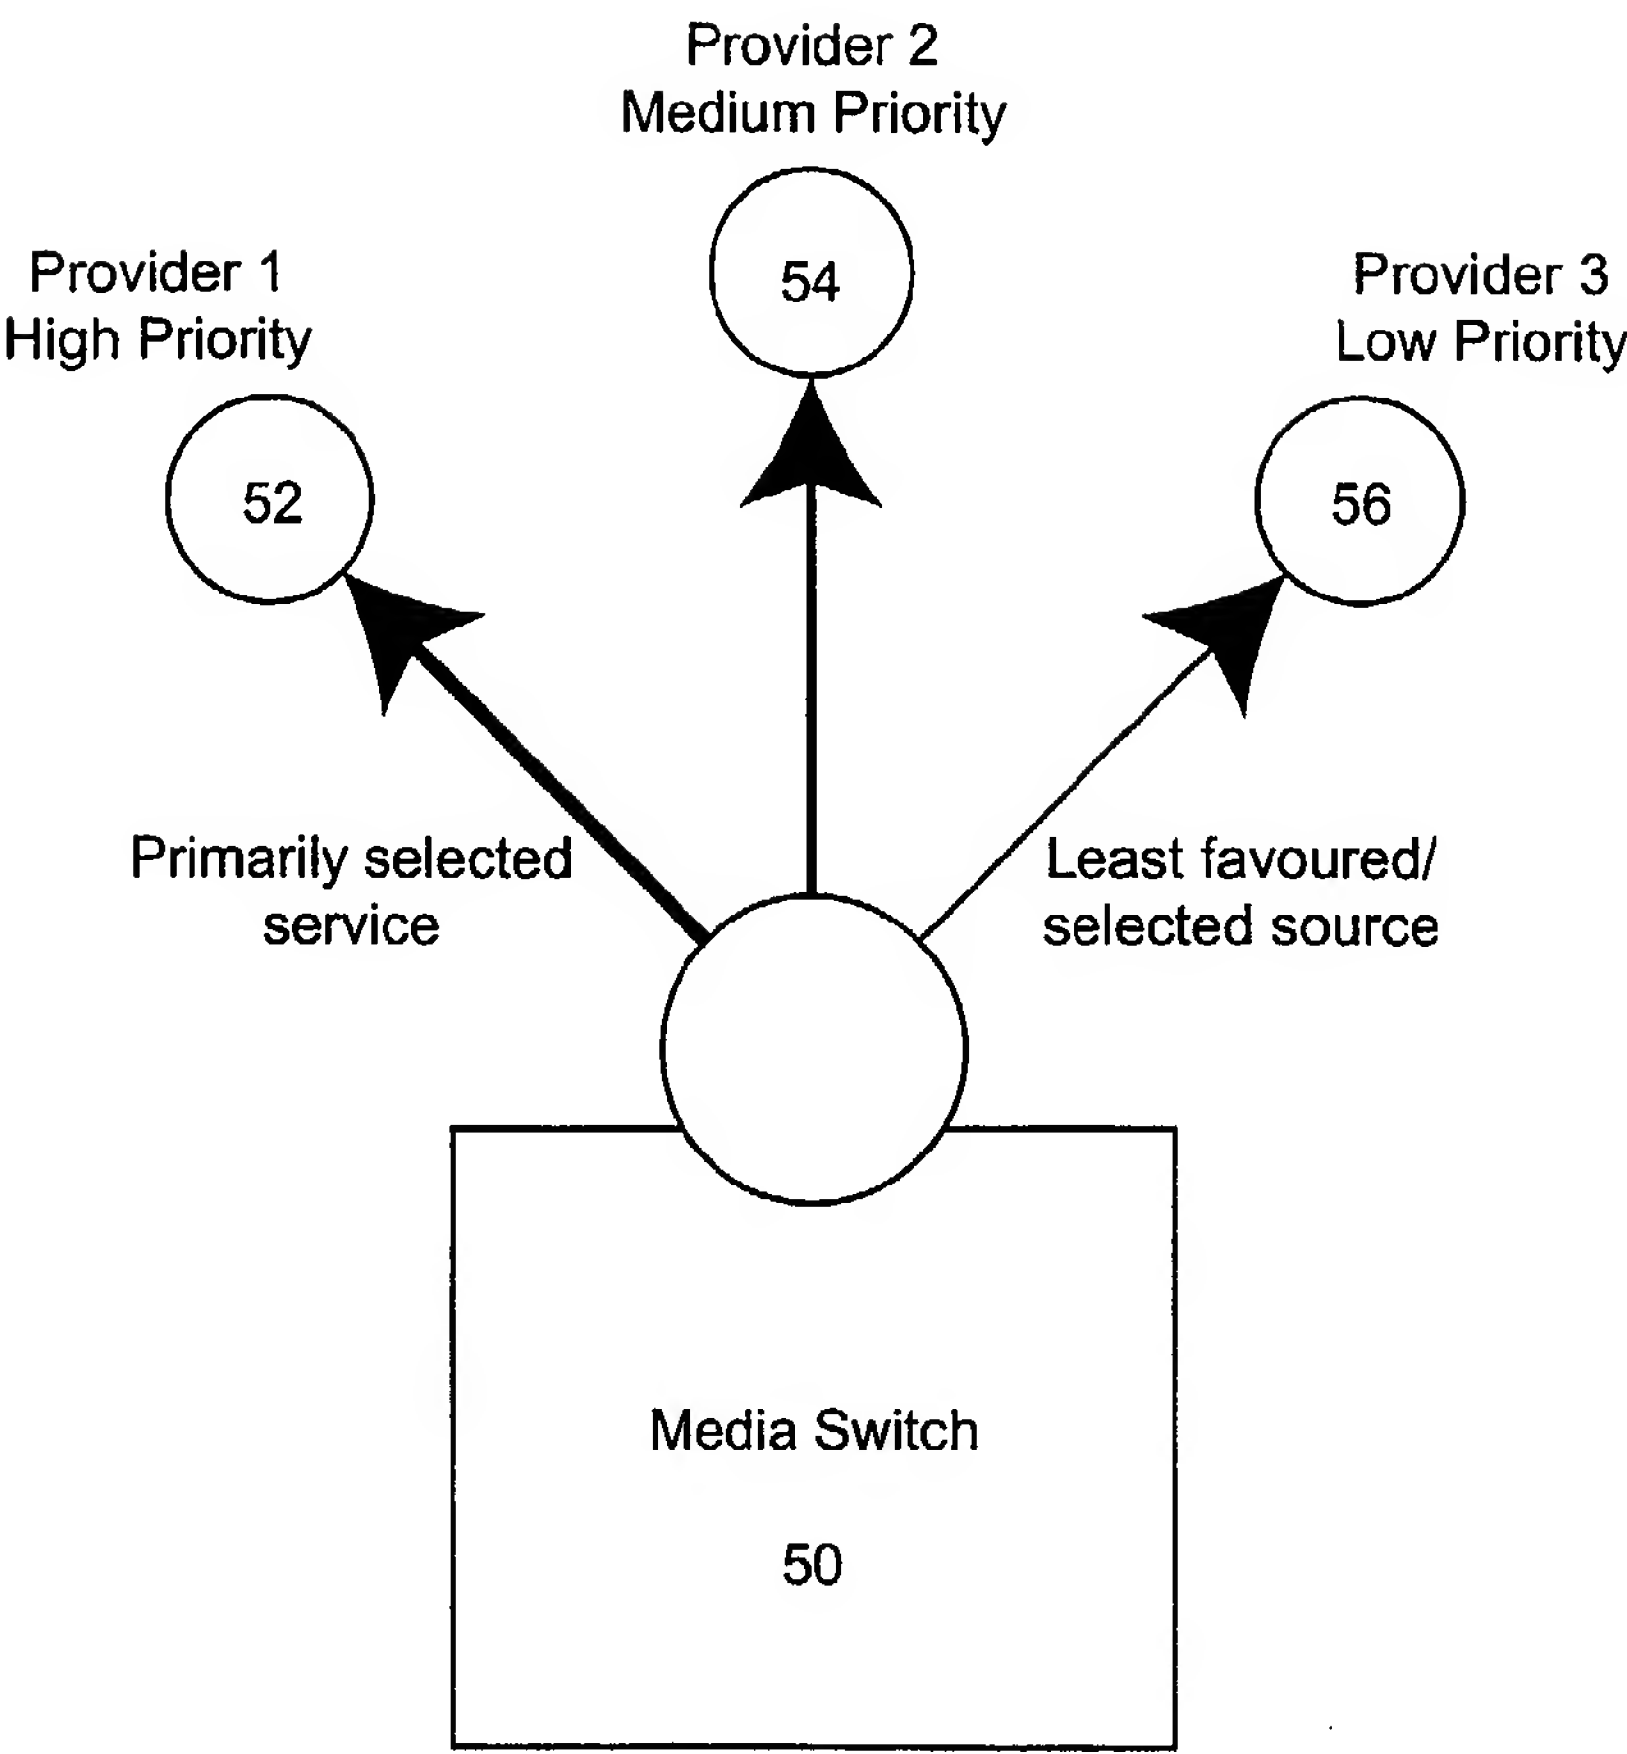 Provider 2
Medium Priority
54
Provider 1
High Priority
52
Provider 3
Low Priority
56
Primarily selected
service
Least favoured/
selected source
Media Switch
50